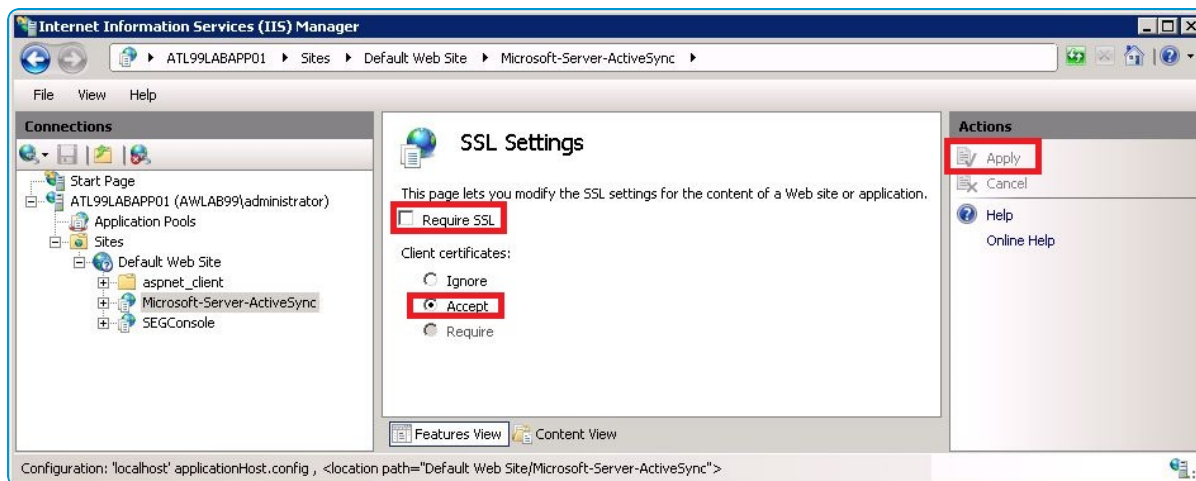 Internet Information Services (IIS) Manager
ATL99LABAPP01 ▸ Sites ▸ Default Web Site ▸ Microsoft-Server-ActiveSync ▸
File View Help
Connections
Start Page
ATL99LABAPP01 (AWLAB99\administrator)
Application Pools
Sites
Default Web Site
aspnet_client
Microsoft-Server-ActiveSync
SEGConsole
SSL Settings
This page lets you modify the SSL settings for the content of a Web site or application.
Require SSL
Client certificates:
Ignore
Accept
Require
Features View Content View
Actions
Apply
Cancel
Help
Online Help
Configuration: 'localhost' applicationHost.config , <location path="Default Web Site/Microsoft-Server-ActiveSync">